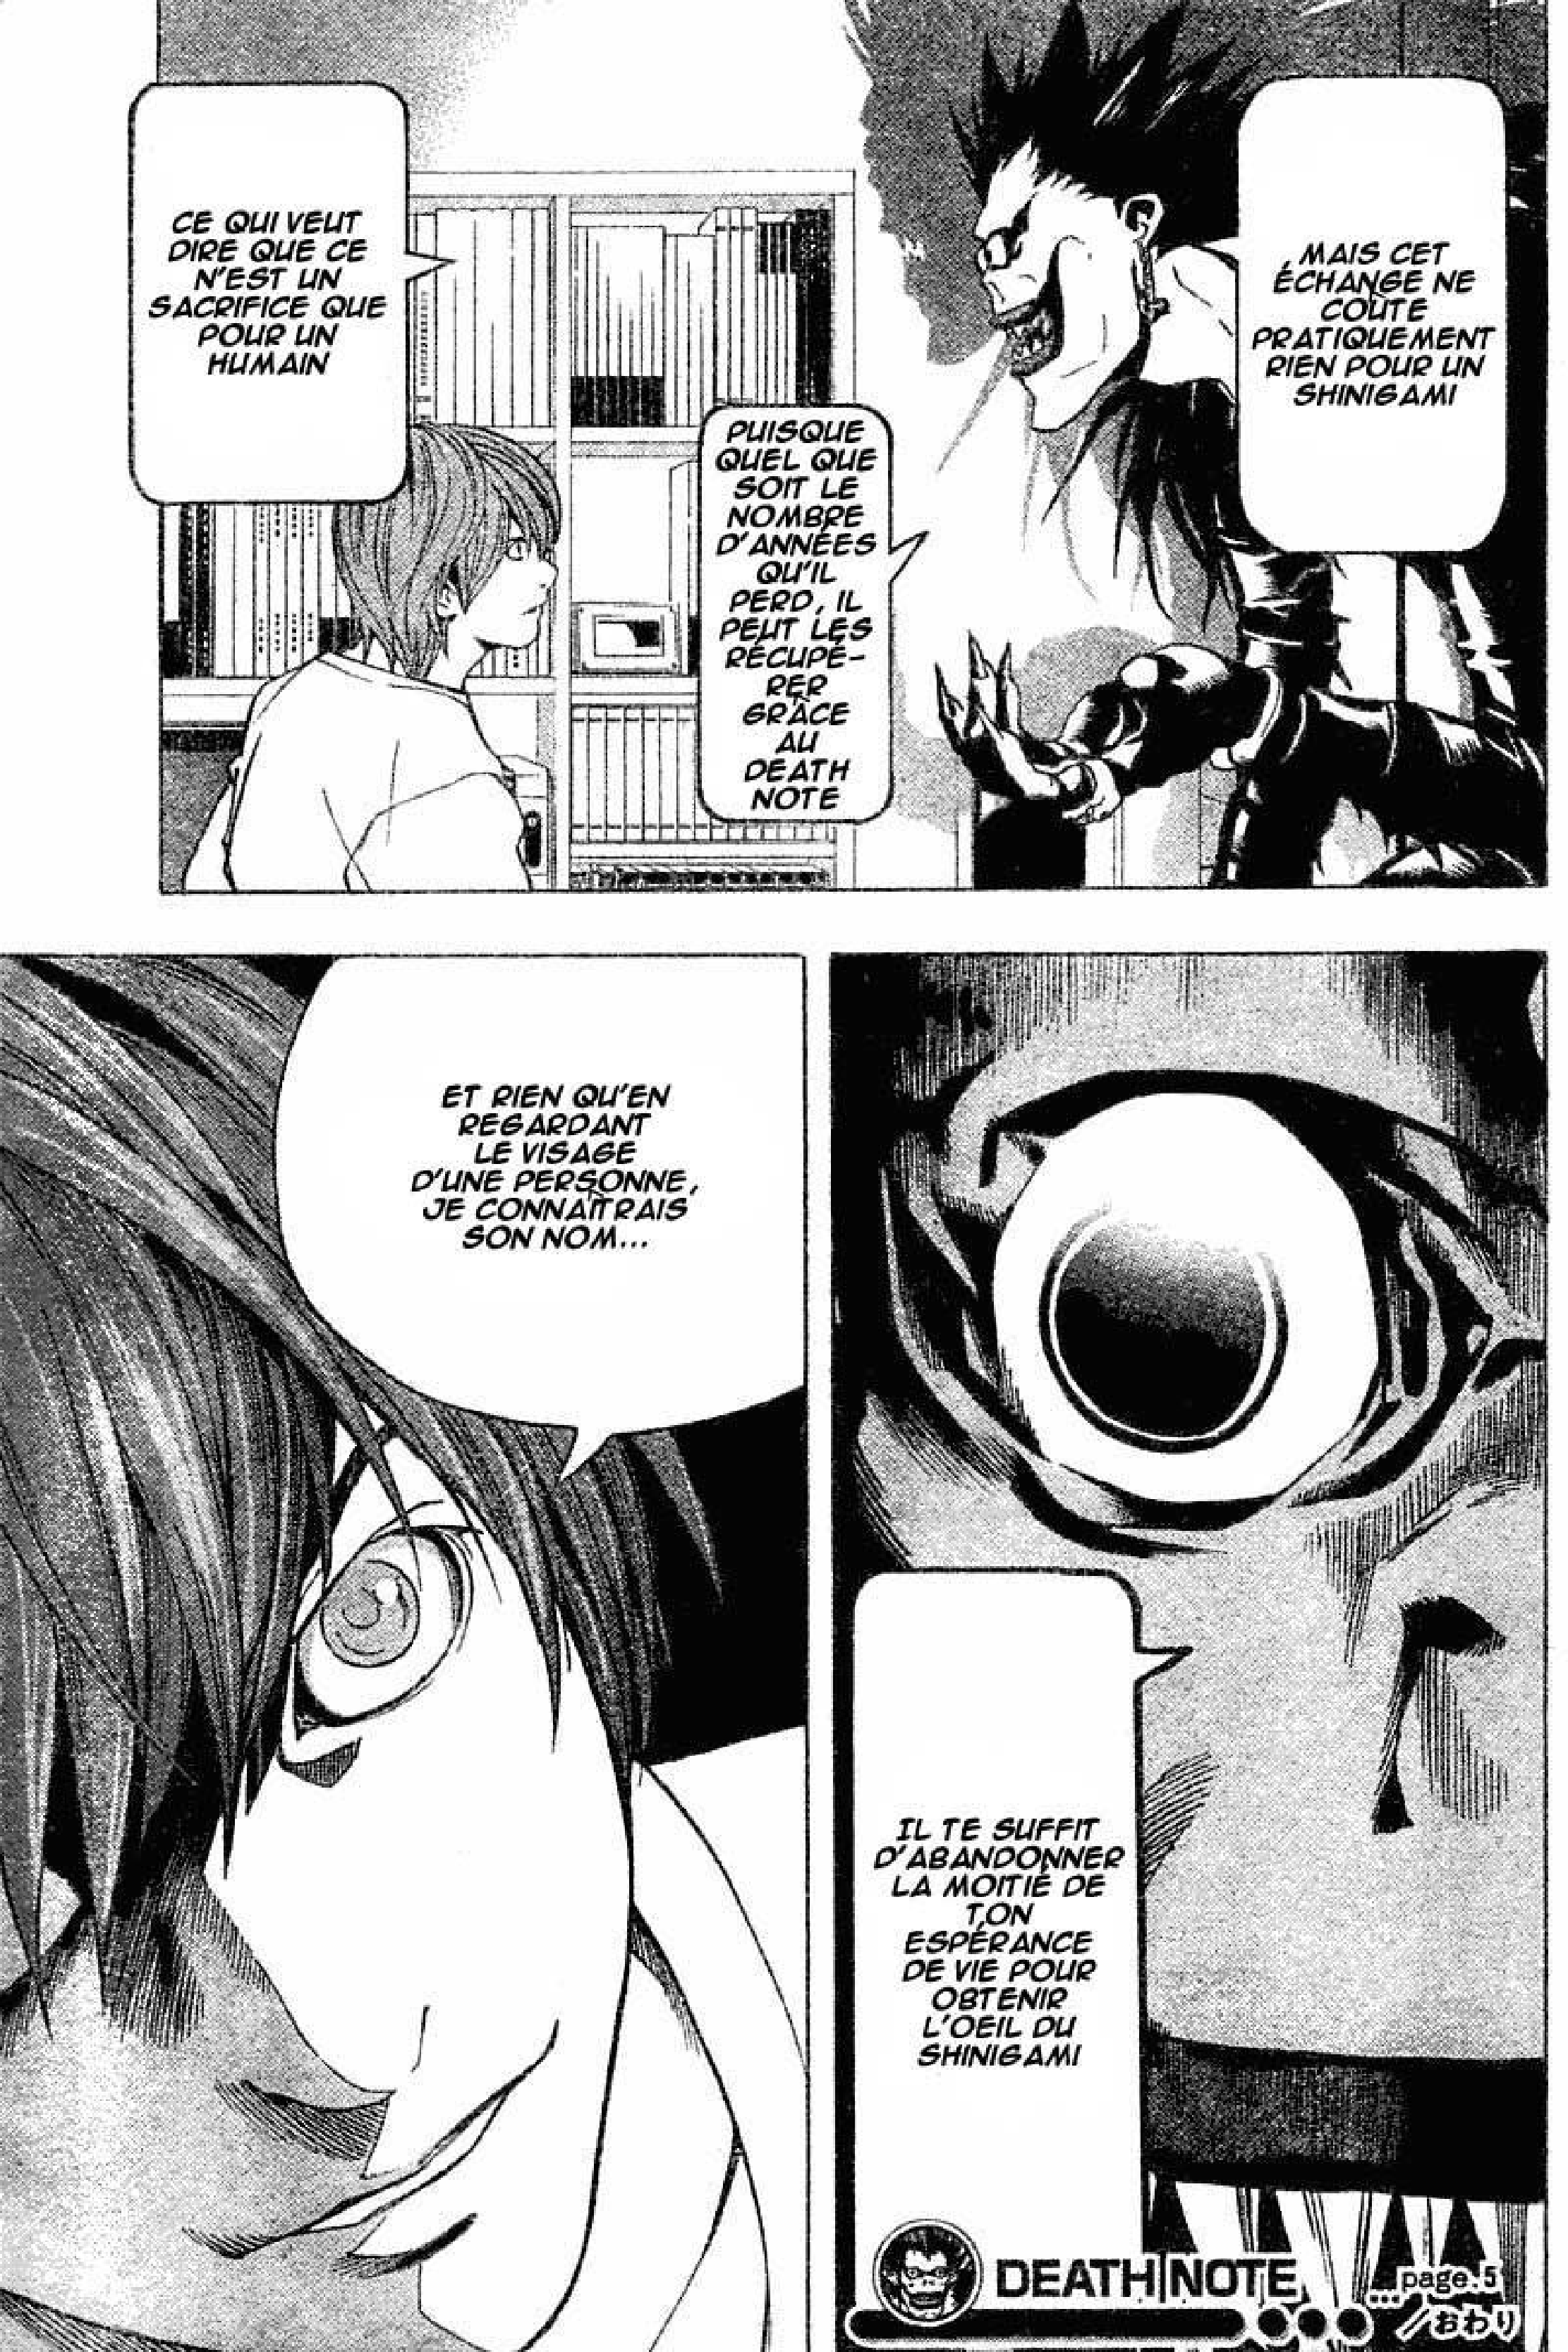 MAIS CET
ÉCHANGE NE
COÛTE
PRATIQUEMENT
RIEN POUR UN
SHINIGAMI
PUISQUE
QUEL QUE
SOIT LE
NOMBRE
D'ANNÉES
QU'IL
PERD, IL
PEUT LES
RÉCUPÉ-
RER
GRÂCE
AU
DEATH
NOTE
CE QUI VEUT
DIRE QUE CE
N'EST UN
SACRIFICE QUE
POUR UN
HUMAIN
IL TE SUFFIT
D'ABANDONNER
LA MOITIÉ DE
TON
ESPÉRANCE
DE VIE POUR
OBTENIR
L'OEIL DU
SHINIGAMI
ET RIEN QU'EN
REGARDANT
LE VISAGE
D'UNE PERSONNE,
JE CONNAÎTRAIS
SON NOM...
DEATH NOTE
...page.5
／おわり